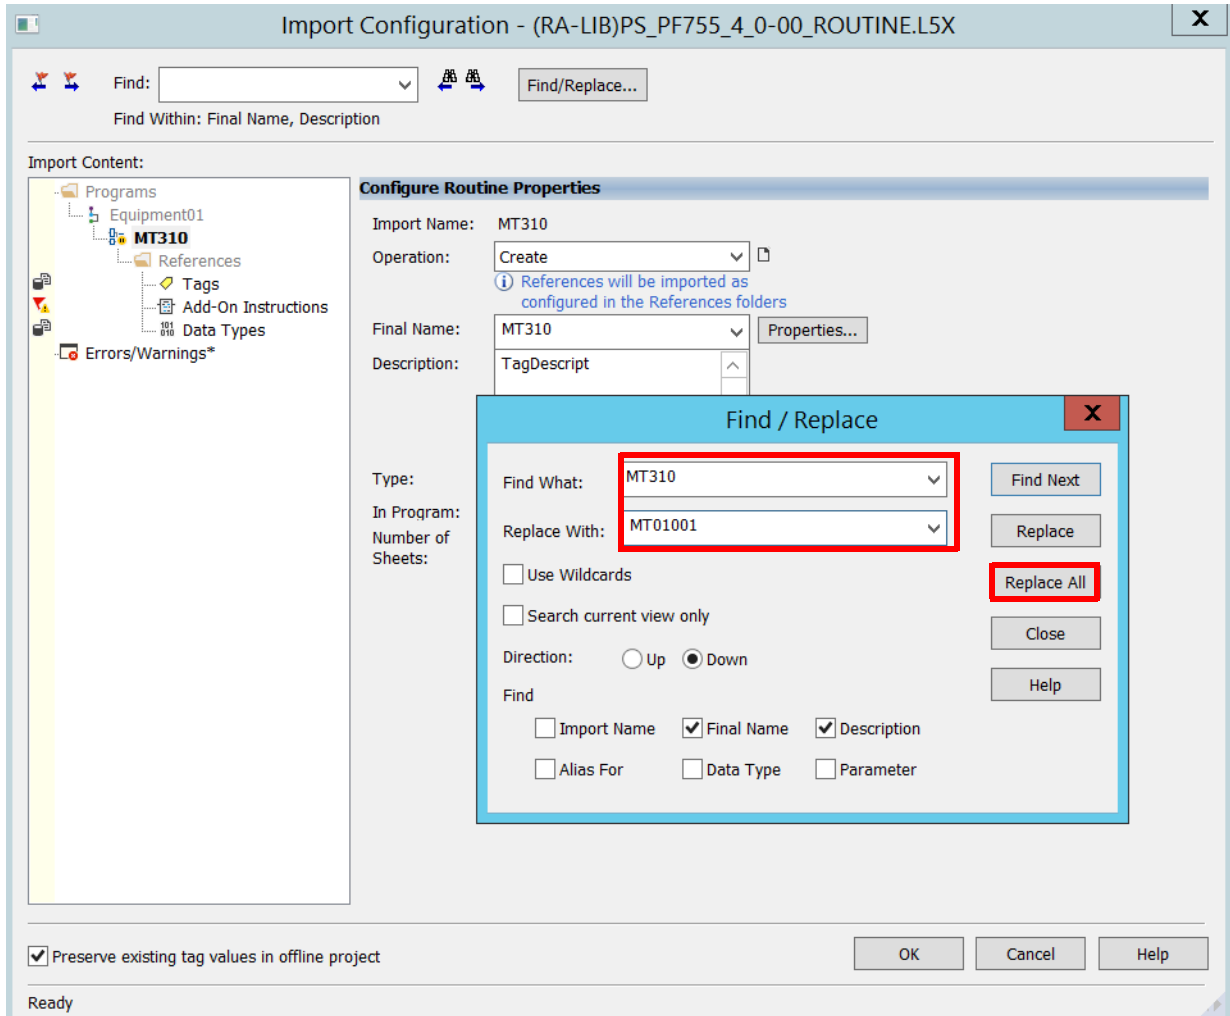 Import Configuration - (RA-LIB)PS_PF755_4_0-00_ROUTINE.L5X
X
Find:
Find/Replace...
Find Within: Final Name, Description
Import Content:
Programs
Equipment01
MT310
References
Tags
Add-On Instructions
Data Types
Errors/Warnings*
Configure Routine Properties
Import Name: MT310
Operation: Create
References will be imported as
configured in the References folders
Final Name: MT310 Properties...
Description: TagDescript
Type:
In Program:
Number of
Sheets:
Find / Replace
X
Find What: MT310 Find Next
Replace With: MT01001 Replace
Use Wildcards Replace All
Search current view only Close
Direction: Up Down
Help
Find
Import Name Final Name Description
Alias For Data Type Parameter
Preserve existing tag values in offline project OK Cancel Help
Ready